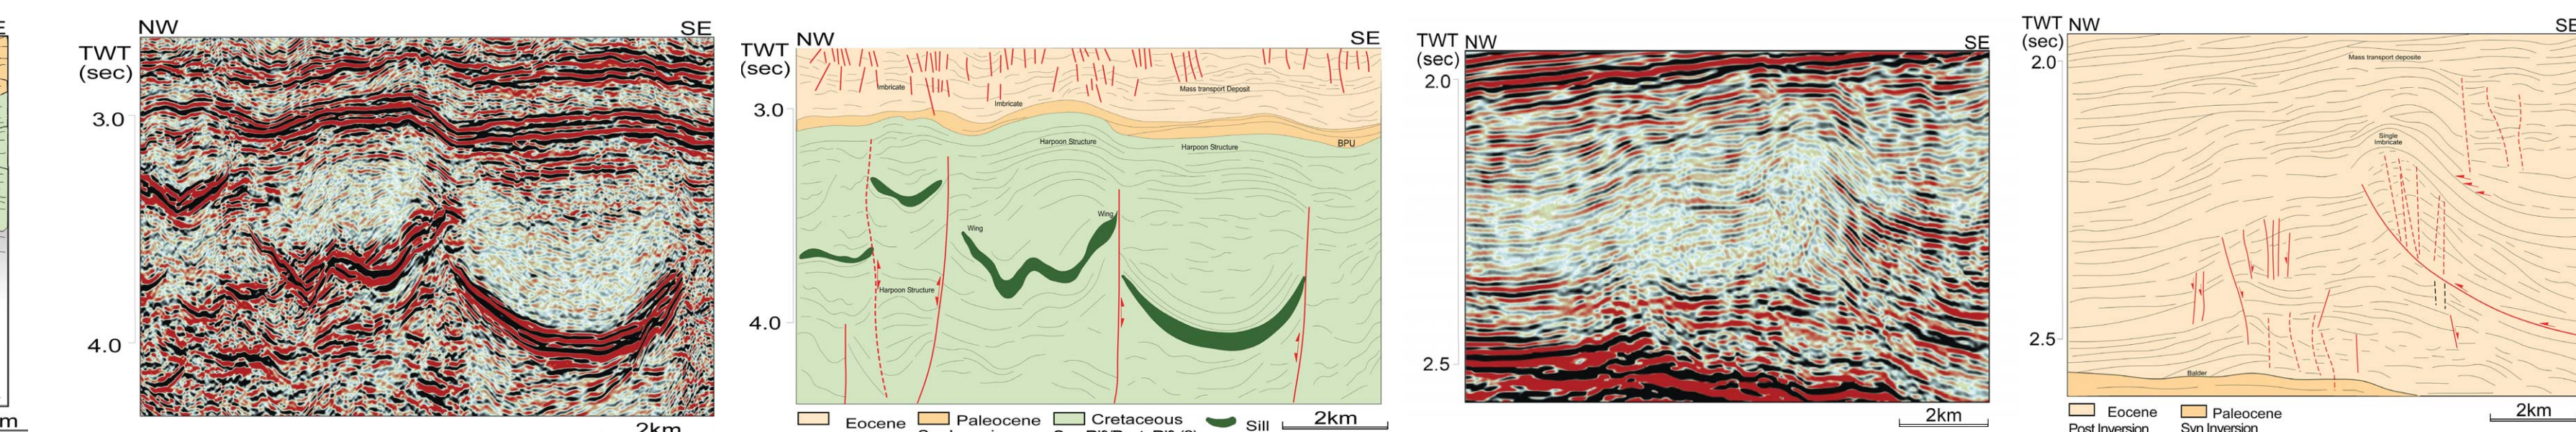 E
m
NW
SE
TWT
(sec)
3.0
4.0
2km
TWT
(sec)
NW
SE
3.0
4.0
Imbricate
Imbricate
Mass transport Deposit
Harpoon Structure
Harpoon Structure
BPU
Wing
Wing
Harpoon Structure
Eocene
Paleocene
Cretaceous
Sill
2km
TWT
(sec)
NW
SE
2.0
2.5
2km
TWT
(sec)
NW
SE
2.0
2.5
Mass transport deposite
Single
Imbricate
Balder
Eocene
Post Inversion
Paleocene
Syn Inversion
2km